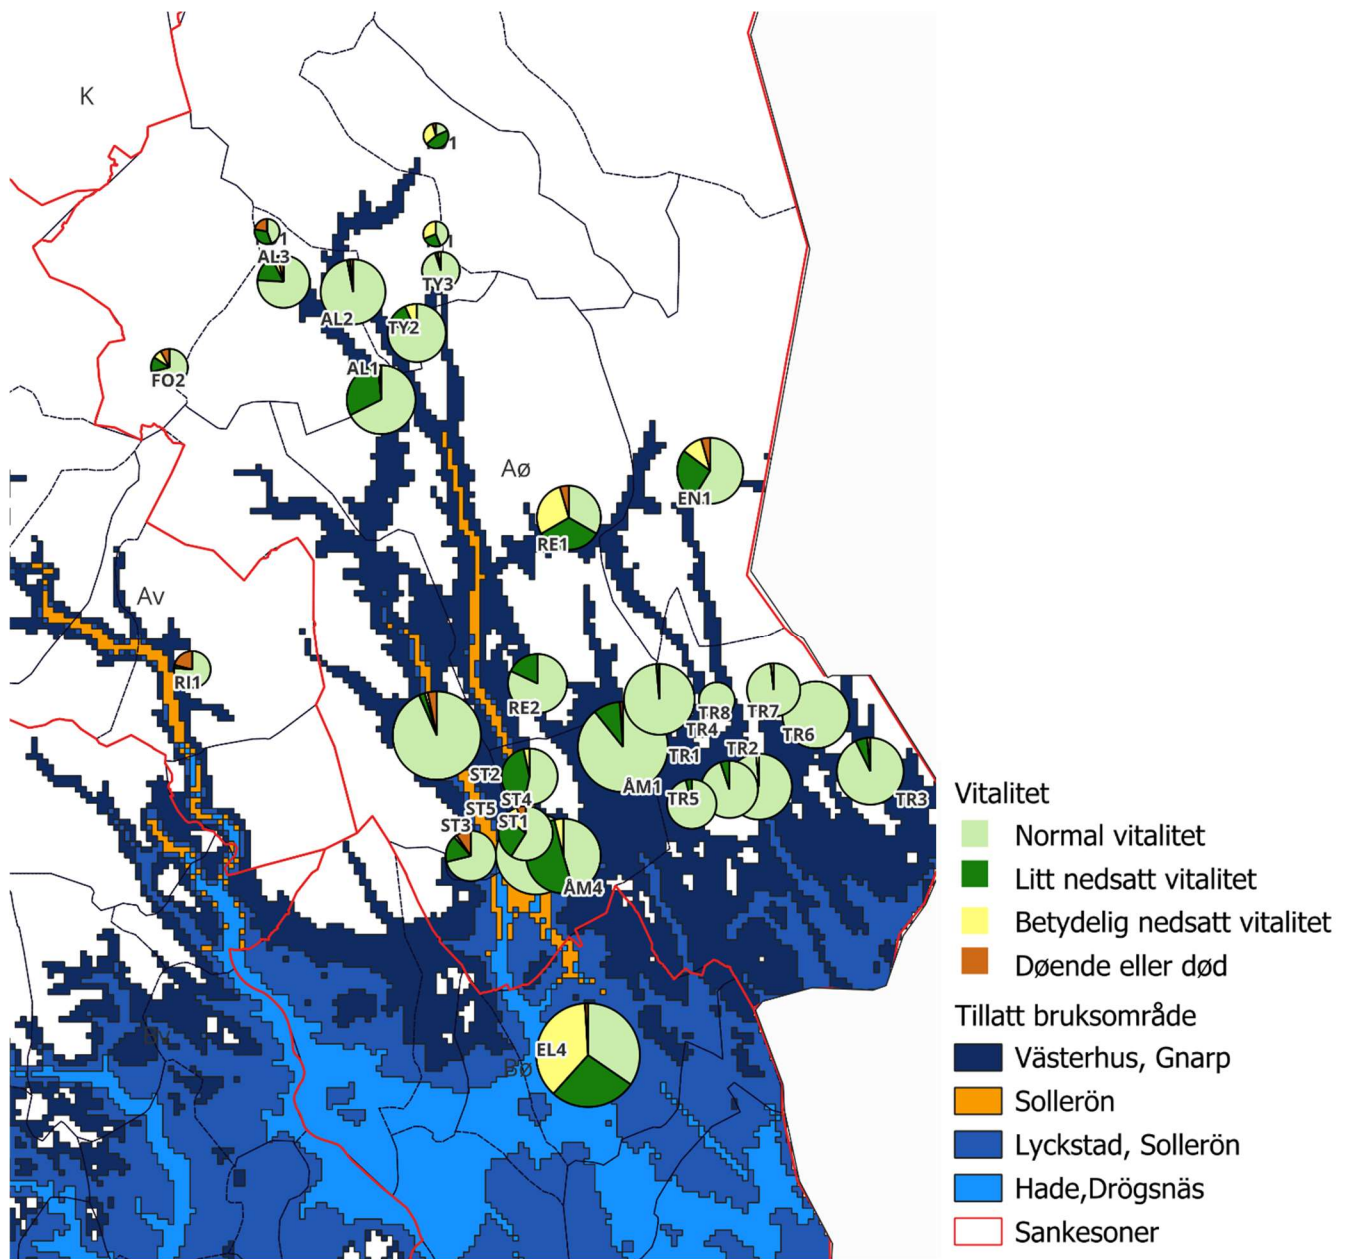 K
AL3
AL2
TY3
TY2
AL1
FO2
Aø
EN1
RE1
Av
RI1
RE2
TR8
TR7
TR4
TR6
TR1
TR2
ST2
ÅM1
TR5
TR3
ST4
ST5
ST1
ST3
ÅM4
EL4
Bø
Vitalitet
Normal vitalitet
Litt nedsatt vitalitet
Betydelig nedsatt vitalitet
Døende eller død
Tillatt bruksområde
Västerhus, Gnarp
Sollerön
Lyckstad, Sollerön
Hade,Drögsnäs
Sankesoner